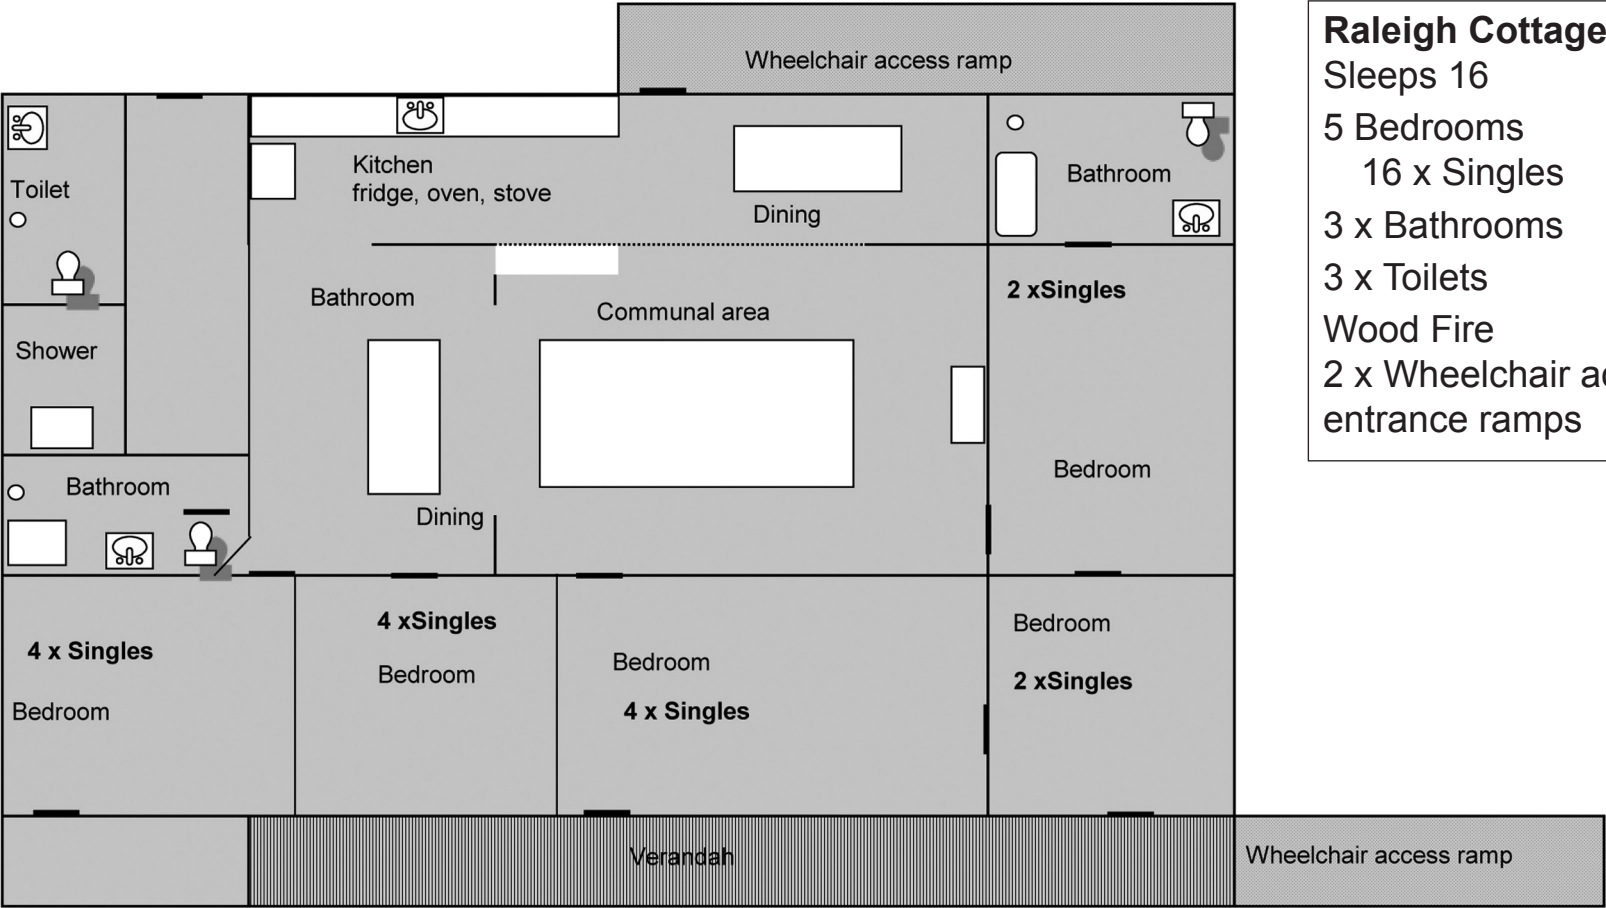 Wheelchair access ramp
Toilet
Kitchen
fridge, oven, stove
Dining
Bathroom
Shower
Bathroom
Communal area
2 xSingles
Bedroom
Bathroom
Dining
4 x Singles
Bedroom
4 xSingles
Bedroom
Bedroom
4 x Singles
Bedroom
2 xSingles
Verandah
Wheelchair access ramp
Raleigh Cottage
Sleeps 16
5 Bedrooms
16 x Singles
3 x Bathrooms
3 x Toilets
Wood Fire
2 x Wheelchair
entrance ramps